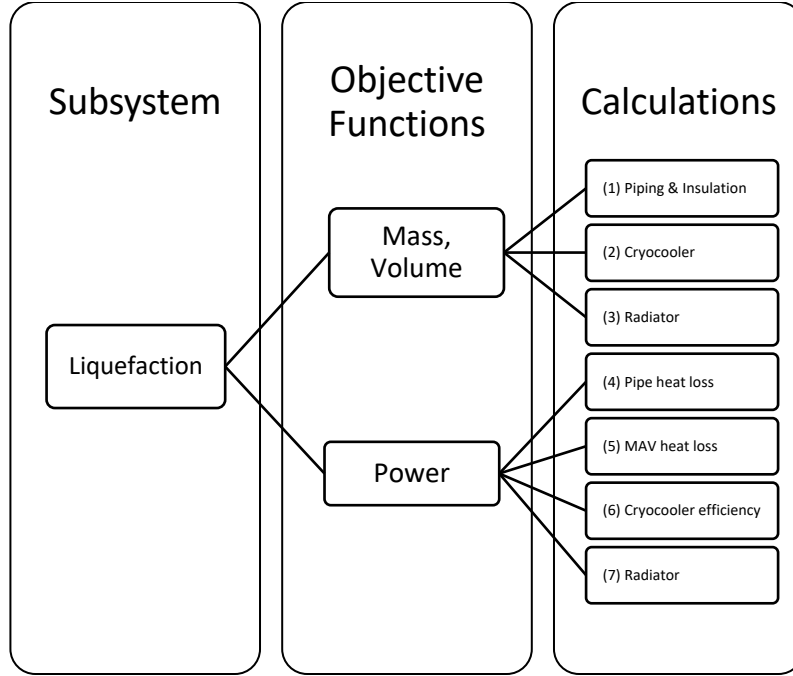 Subsystem
Objective
Functions
Calculations
Liquefaction
Mass,
Volume
Power
(1) Piping & Insulation
(2) Cryocooler
(3) Radiator
(4) Pipe heat loss
(5) MAV heat loss
(6) Cryocooler efficiency
(7) Radiator